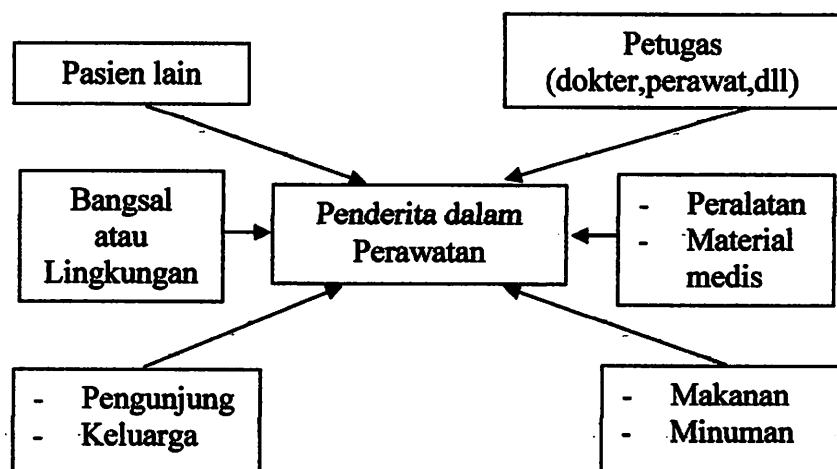 Pasien lain
Petugas
(dokter,perawat,dll)
Bangsal
atau
Lingkungan
Penderita dalam
Perawatan
- Peralatan
- Material
medis
- Pengunjung
- Keluarga
- Makanan
- Minuman